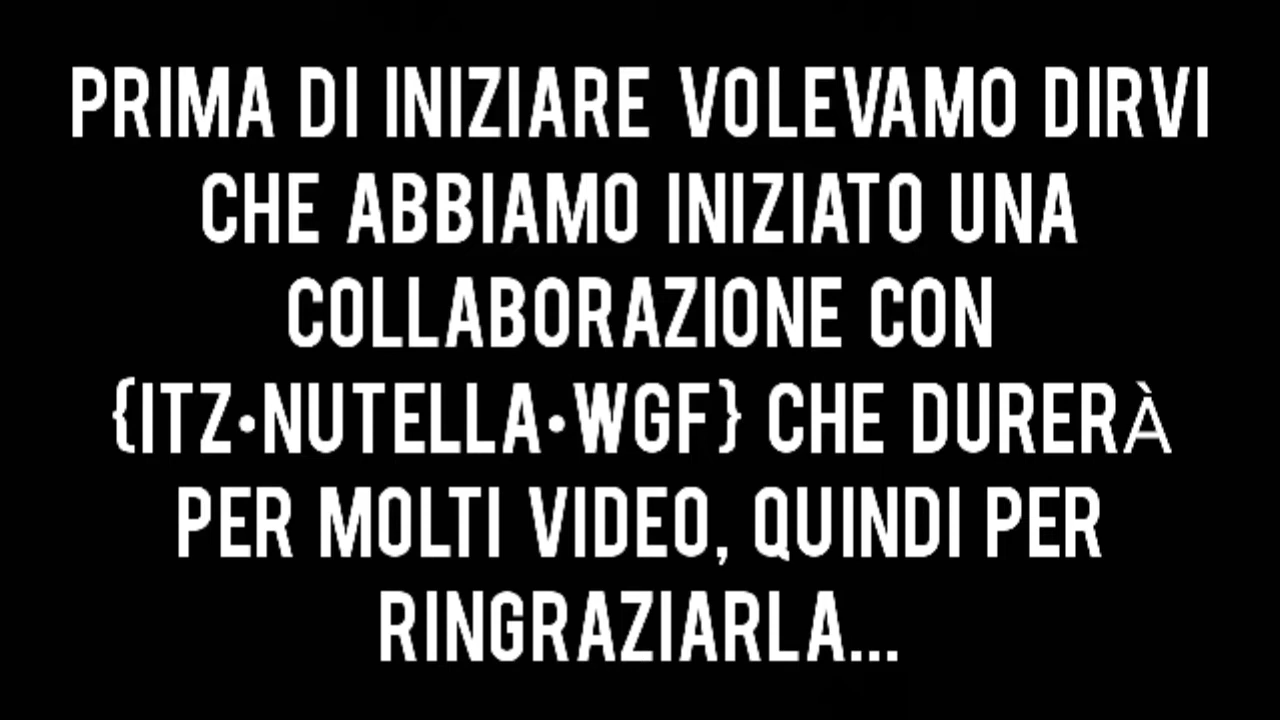 PRIMA DI INIZIARE VOLEVAMO DIRVI
CHE ABBIAMO INIZIATO UNA
COLLABORAZIONE CON
{ITZ•NUTELLA•WGF} CHE DURERÀ
PER MOLTI VIDEO, QUINDI PER
RINGRAZIARLA...